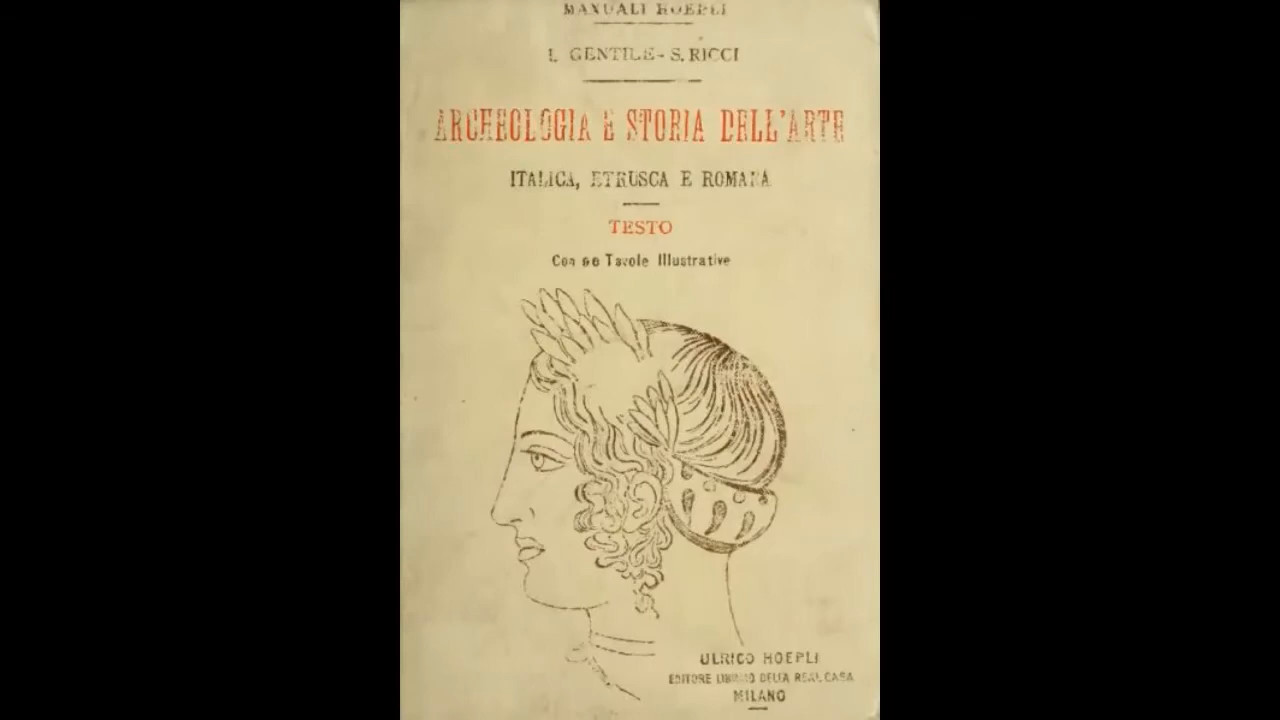 MANUALI HOEPLI
I. GENTILE - S. RICCI
ARCHEOLOGIA E STORIA DELL'ARTE
ITALICA, ETRUSCA E ROMANA
TESTO
Con 96 Tavole Illustrative
ULRICO HOEPLI
EDITORE LIBRAIO DELLA REAL CASA
MILANO